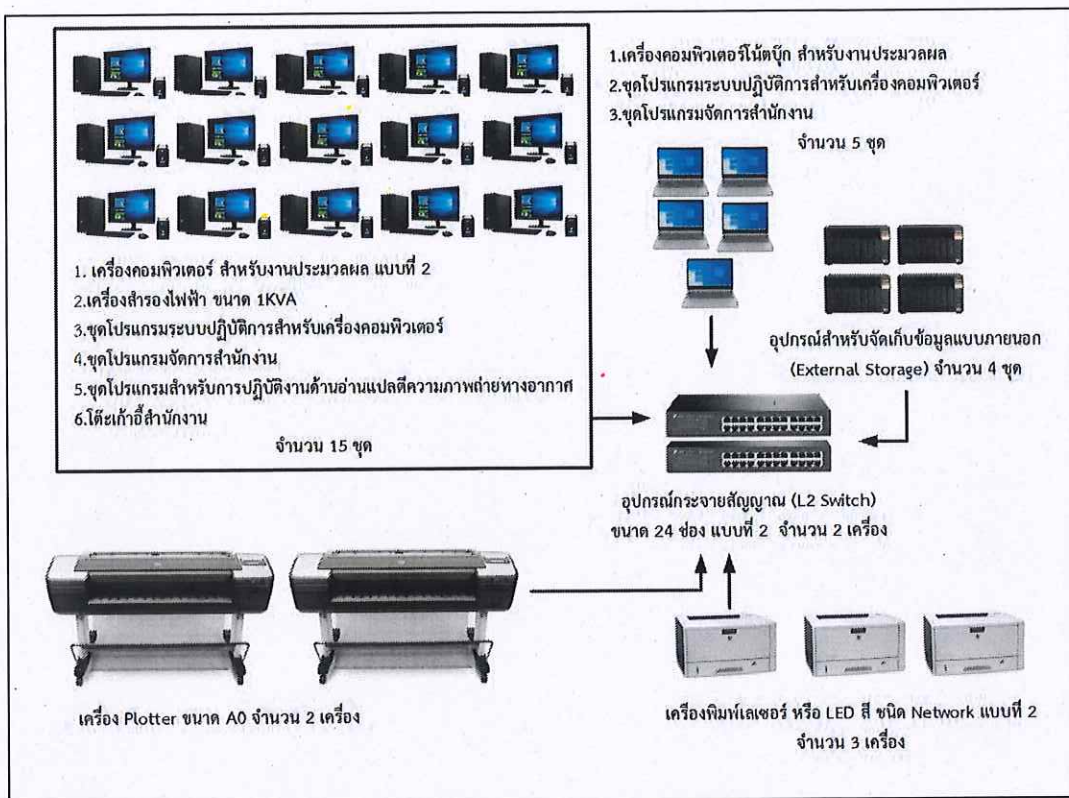 1.เครื่องคอมพิวเตอร์โน้ตบุ๊ก สำหรับงานประมวลผล
2.ชุดโปรแกรมระบบปฏิบัติการสำหรับเครื่องคอมพิวเตอร์
3.ชุดโปรแกรมจัดการสำนักงาน
จำนวน 5 ชุด
1. เครื่องคอมพิวเตอร์ สำหรับงานประมวลผล แบบที่ 2
2.เครื่องสำรองไฟฟ้า ขนาด 1KVA
3.ชุดโปรแกรมระบบปฏิบัติการสำหรับเครื่องคอมพิวเตอร์
4.ชุดโปรแกรมจัดการสำนักงาน
5.ชุดโปรแกรมสำหรับการปฏิบัติงานด้านอ่านแปลตีความภาพถ่ายทางอากาศ
6.โต๊ะเก้าอี้สำนักงาน
จำนวน 15 ชุด
อุปกรณ์สำหรับจัดเก็บข้อมูลแบบภายนอก
(External Storage) จำนวน 4 ชุด
อุปกรณ์กระจายสัญญาณ (L2 Switch)
ขนาด 24 ช่อง แบบที่ 2 จำนวน 2 เครื่อง
เครื่อง Plotter ขนาด A0 จำนวน 2 เครื่อง
เครื่องพิมพ์เลเซอร์ หรือ LED สี ชนิด Network แบบที่ 2
จำนวน 3 เครื่อง